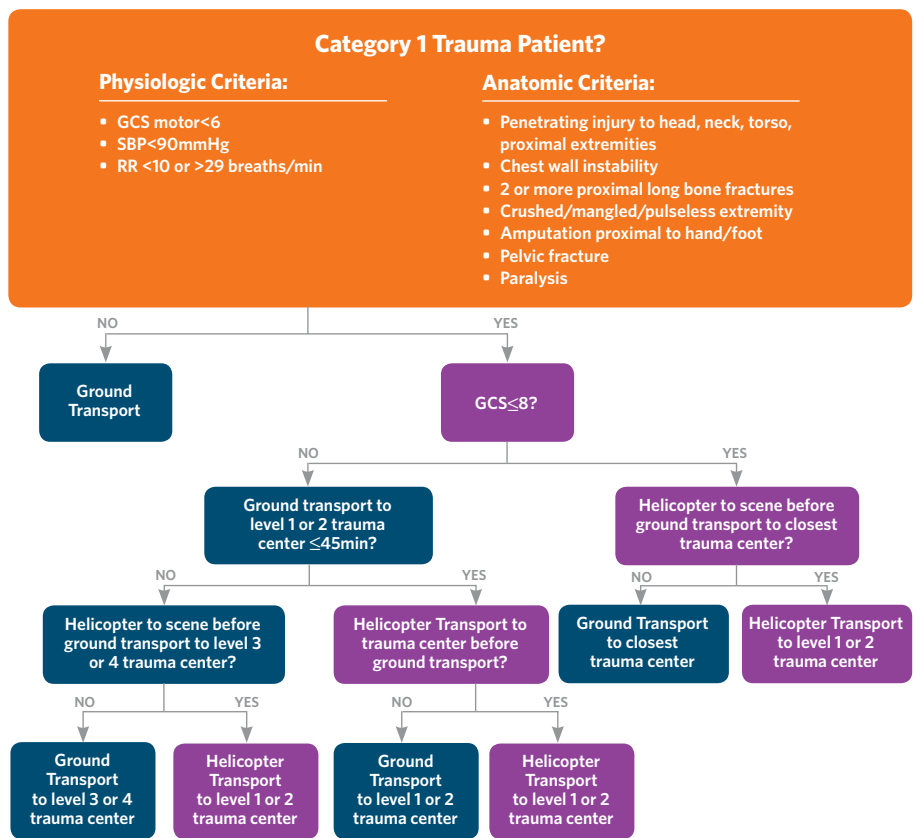 Category 1 Trauma Patient?
Physiologic Criteria:
▪ GCS motor<6
▪ SBP<90mmHg
▪ RR <10 or >29 breaths/min
Anatomic Criteria:
▪ Penetrating injury to head, neck, torso,
proximal extremities
▪ Chest wall instability
▪ 2 or more proximal long bone fractures
▪ Crushed/mangled/pulseless extremity
▪ Amputation proximal to hand/foot
▪ Pelvic fracture
▪ Paralysis
NO
YES
Ground
Transport
GCS≤8?
NO
YES
Ground transport to
level 1 or 2 trauma
center ≤45min?
Helicopter to scene before
ground transport to closest
trauma center?
NO
YES
NO
YES
Helicopter to scene before
ground transport to level 3
or 4 trauma center?
Helicopter Transport to
trauma center before
ground transport?
Ground Transport
to closest
trauma center
Helicopter Transport
to level 1 or 2
trauma center
NO
YES
NO
YES
Ground
Transport
to level 3 or 4
trauma center
Helicopter
Transport
to level 1 or 2
trauma center
Ground
Transport
to level 1 or 2
trauma center
Helicopter
Transport
to level 1 or 2
trauma center